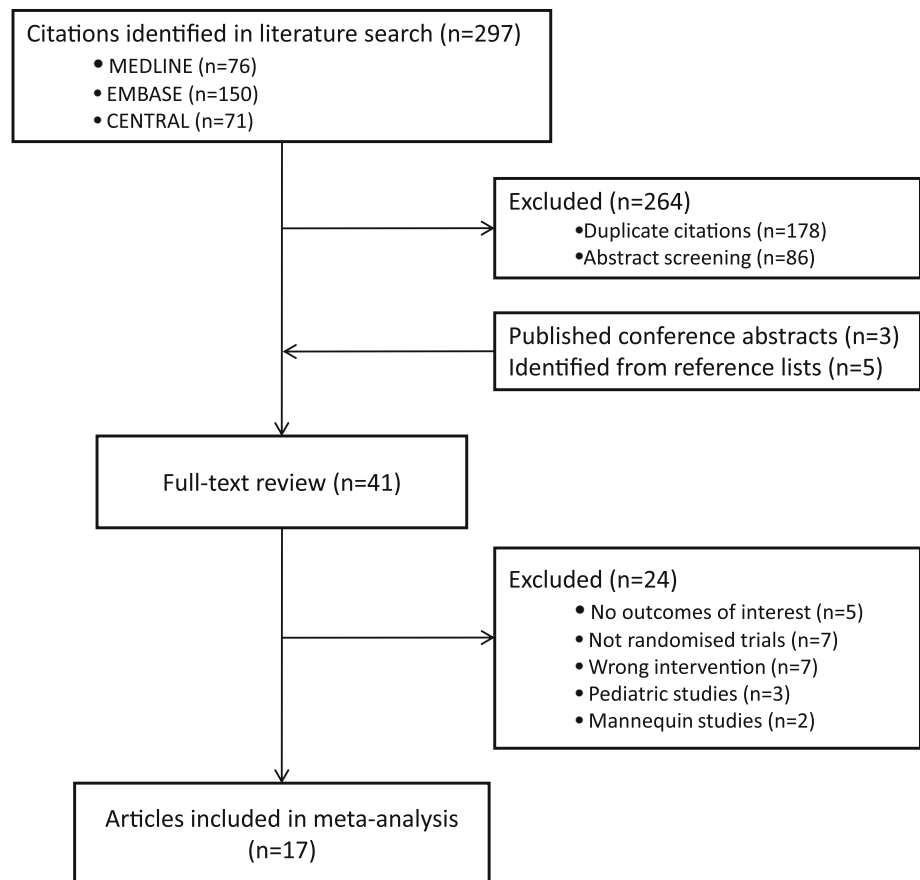 Citations identified in literature search (n=297)
• MEDLINE (n=76)
• EMBASE (n=150)
• CENTRAL (n=71)
Excluded (n=264)
•Duplicate citations (n=178)
•Abstract screening (n=86)
Published conference abstracts (n=3)
Identified from reference lists (n=5)
Full-text review (n=41)
Excluded (n=24)
• No outcomes of interest (n=5)
• Not randomised trials (n=7)
• Wrong intervention (n=7)
• Pediatric studies (n=3)
• Mannequin studies (n=2)
Articles included in meta-analysis
(n=17)